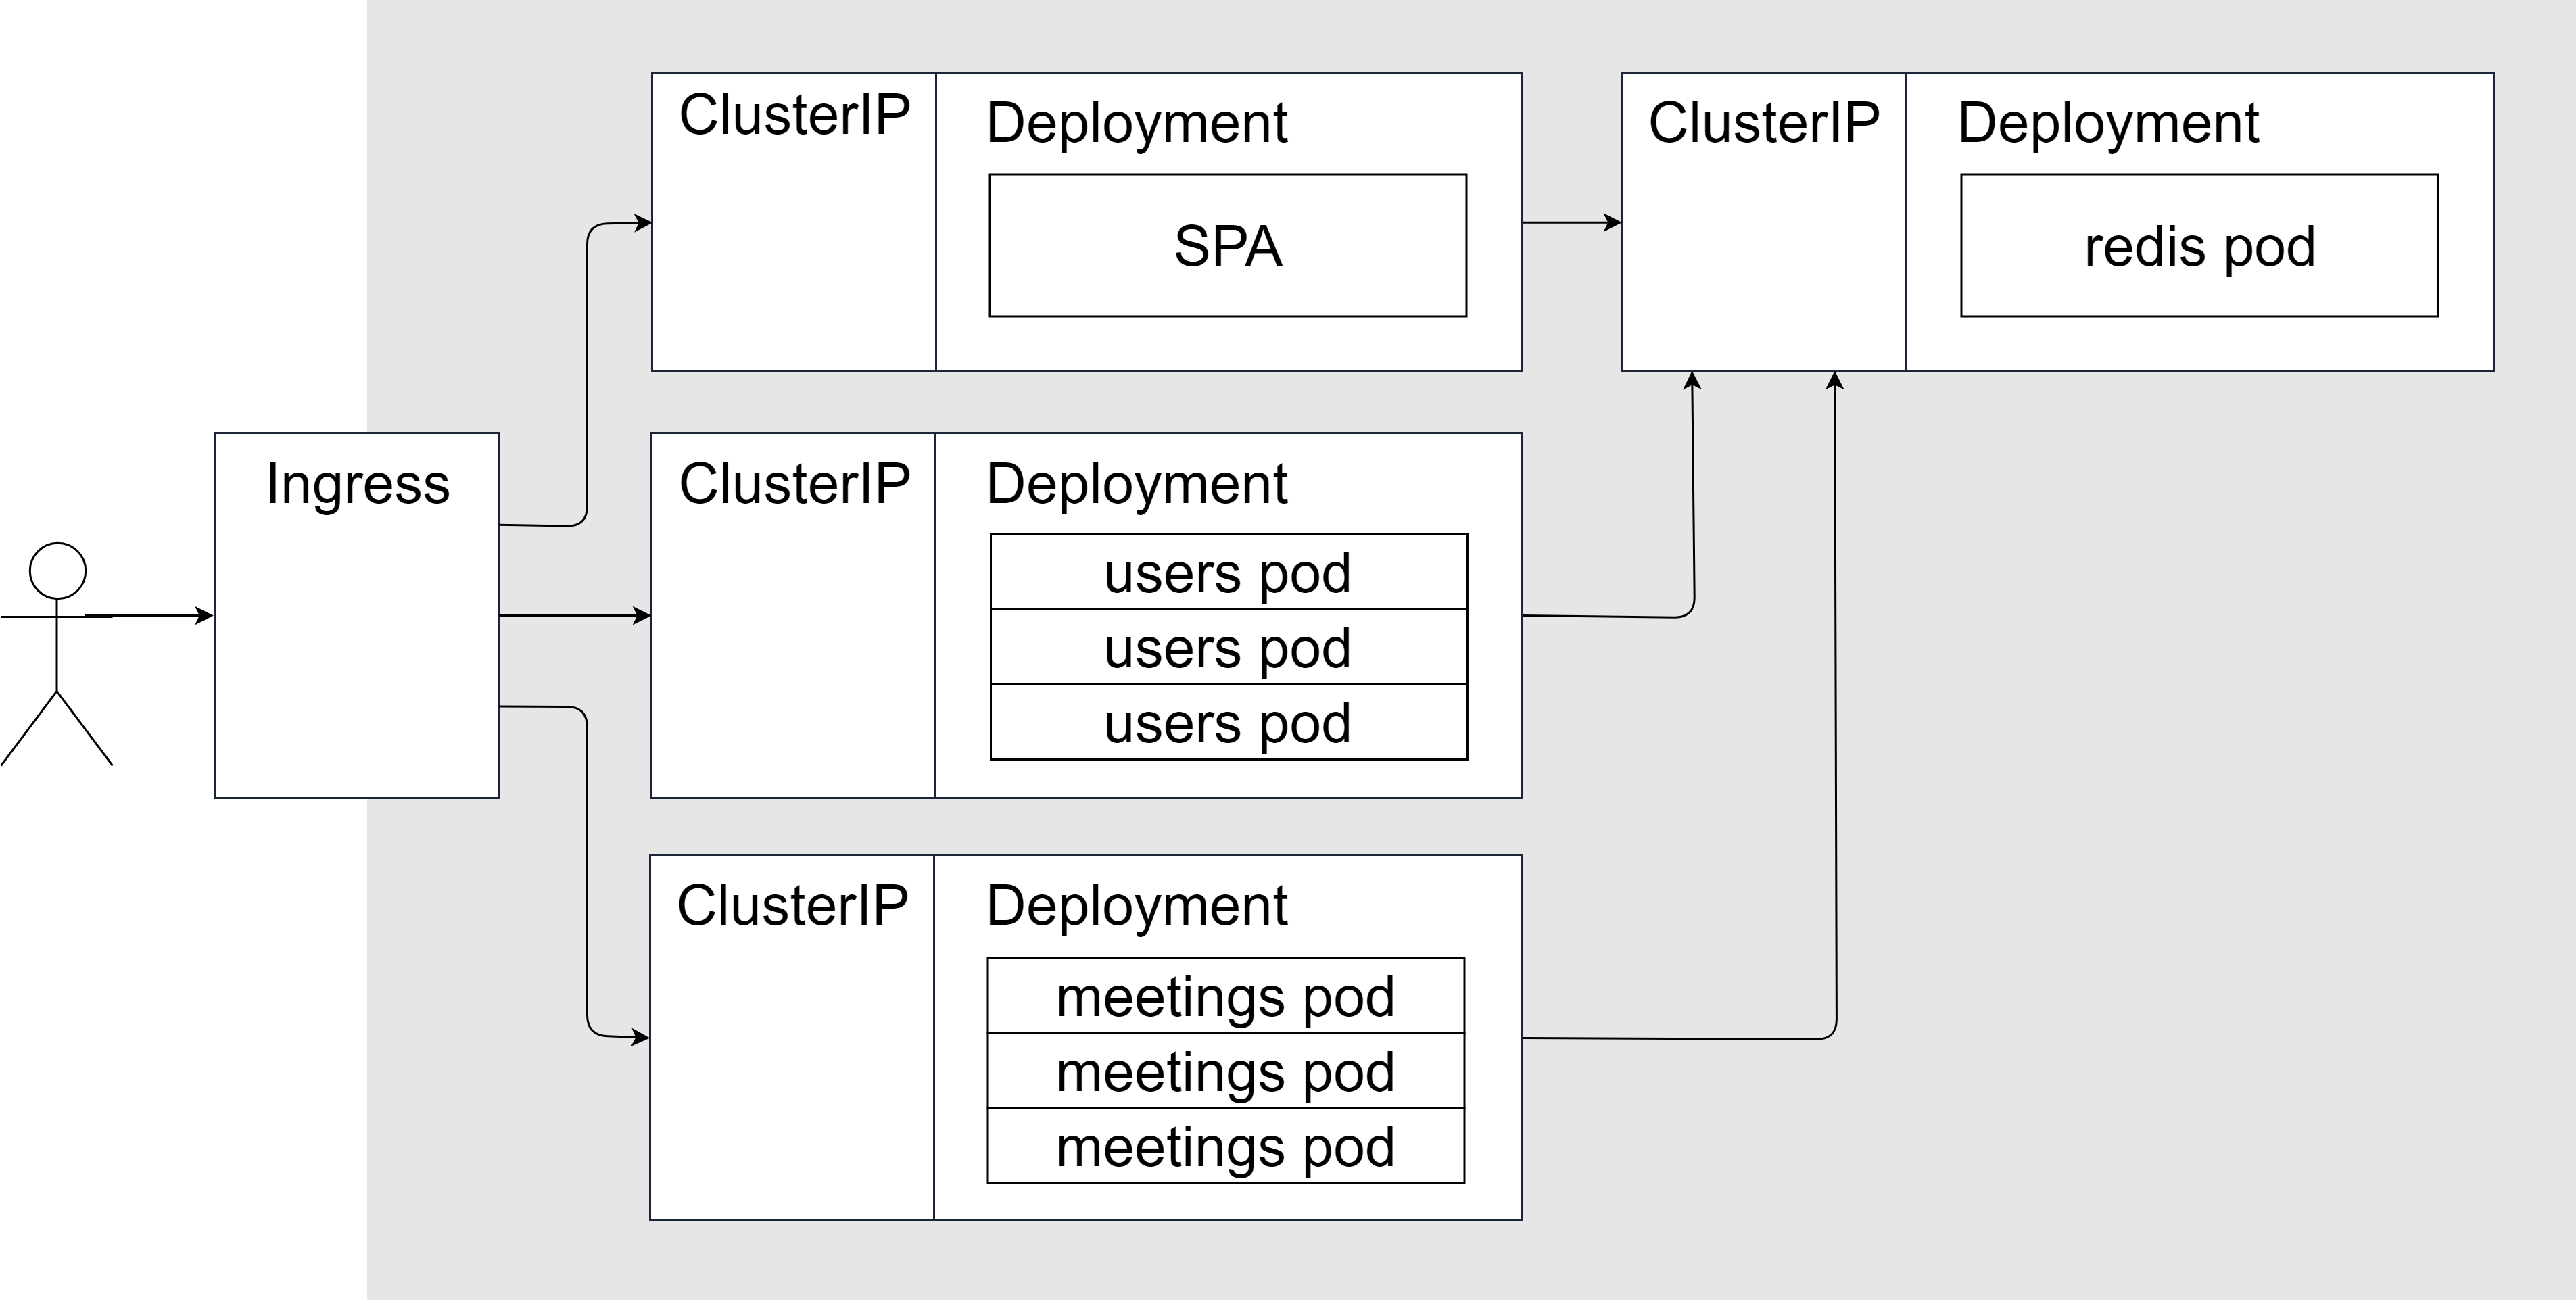 ClusterIP
Deployment
SPA
ClusterIP
Deployment
redis pod
Ingress
ClusterIP
Deployment
users pod
users pod
users pod
ClusterIP
Deployment
meetings pod
meetings pod
meetings pod